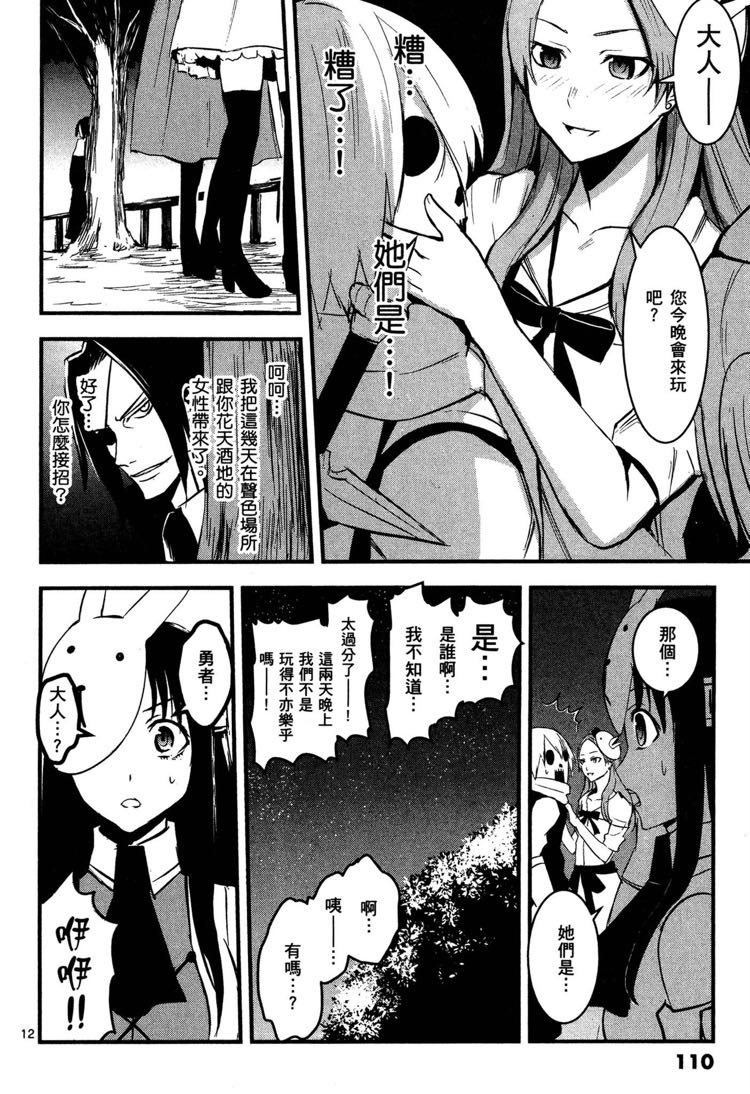 大人──
您今晚會來玩
吧？
糟…
糟了…！
她們是…！
呵呵…
我把這幾天在聲色場所
跟你花天酒地的
女性帶來了。
好了…
你怎麼接招？
那個…
她們是…
是…
是誰啊…
我不知道…
太過分了──！
這兩天晚上
我們不是
玩得不亦樂乎
嗎──！
啊…
咦──
有嗎…？
勇者…
大人…？
咿
咿!!
12
110